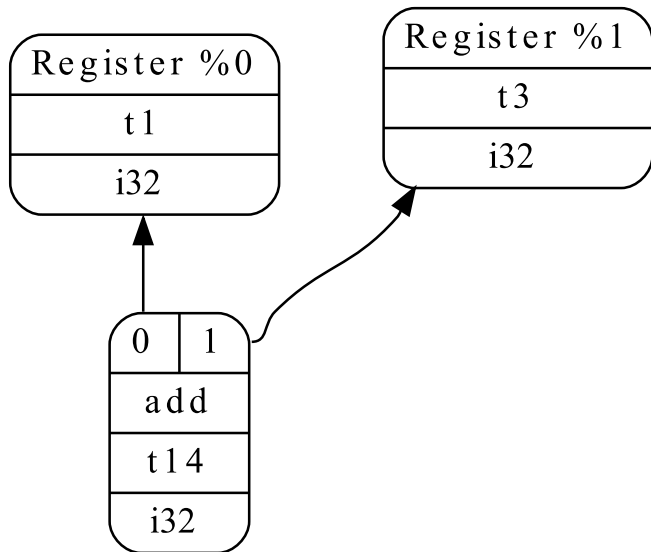 Register %0
t1
i32
Register %1
t3
i32
0 1
add
t14
i32